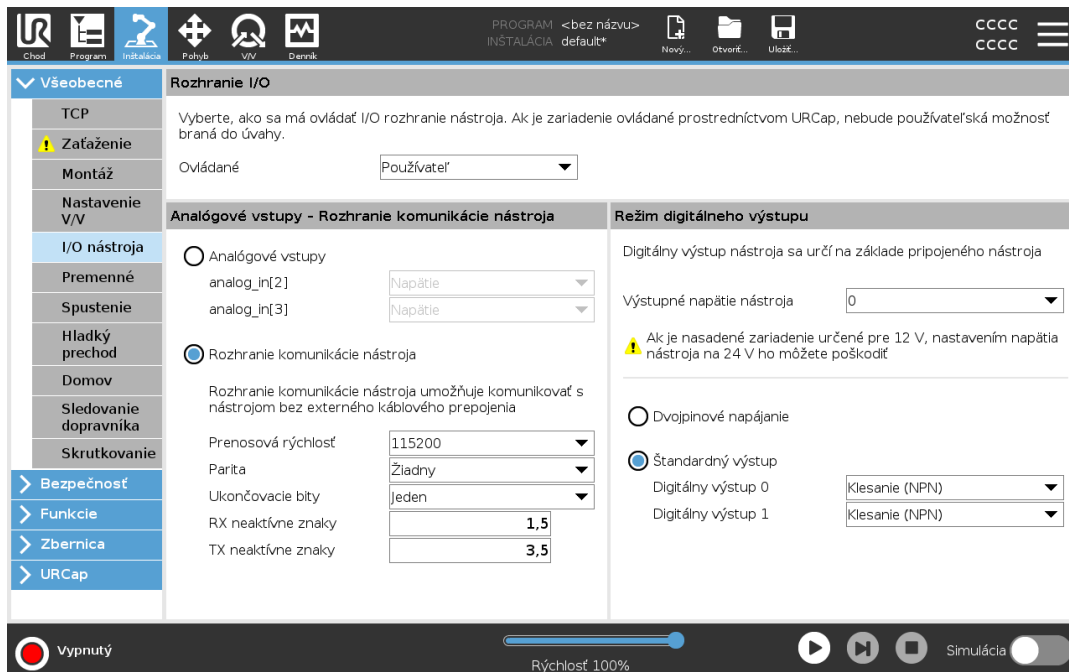 PROGRAM <bez názvu>
INŠTALÁCIA default*
Chod
Program
Inštalácia
Pohyb
V/V
Denník
Nový...
Otvoriť...
Uložiť...
CCCC
CCCC
Všeobecné
TCP
Zaťaženie
Montáž
Nastavenie
V/V
I/O nástroja
Premenné
Spustenie
Hladký
prechod
Domov
Sledovanie
dopravníka
Skrutkovanie
Bezpečnosť
Funkcie
Zbernica
URCap
Rozhranie I/O
Vyberte, ako sa má ovládať I/O rozhranie nástroja. Ak je zariadenie ovládané prostredníctvom URCap, nebude používateľská možnosť
braná do úvahy.
Ovládané Používateľ
Analógové vstupy - Rozhranie komunikácie nástroja
Analógové vstupy
analog_in[2] Napätie
analog_in[3] Napätie
Rozhranie komunikácie nástroja
Rozhranie komunikácie nástroja umožňuje komunikovať s
nástrojom bez externého káblového prepojenia
Prenosová rýchlosť 115200
Parita Žiadny
Ukončovacie bity Jeden
RX neaktívne znaky 1,5
TX neaktívne znaky 3,5
Režim digitálneho výstupu
Digitálny výstup nástroja sa určí na základe pripojeného nástroja
Výstupné napätie nástroja 0
Ak je nasadené zariadenie určené pre 12 V, nastavením napätia
nástroja na 24 V ho môžete poškodiť
Dvojpinové napájanie
Štandardný výstup
Digitálny výstup 0 Klesanie (NPN)
Digitálny výstup 1 Klesanie (NPN)
Vypnutý
Rýchlosť 100%
Simulácia